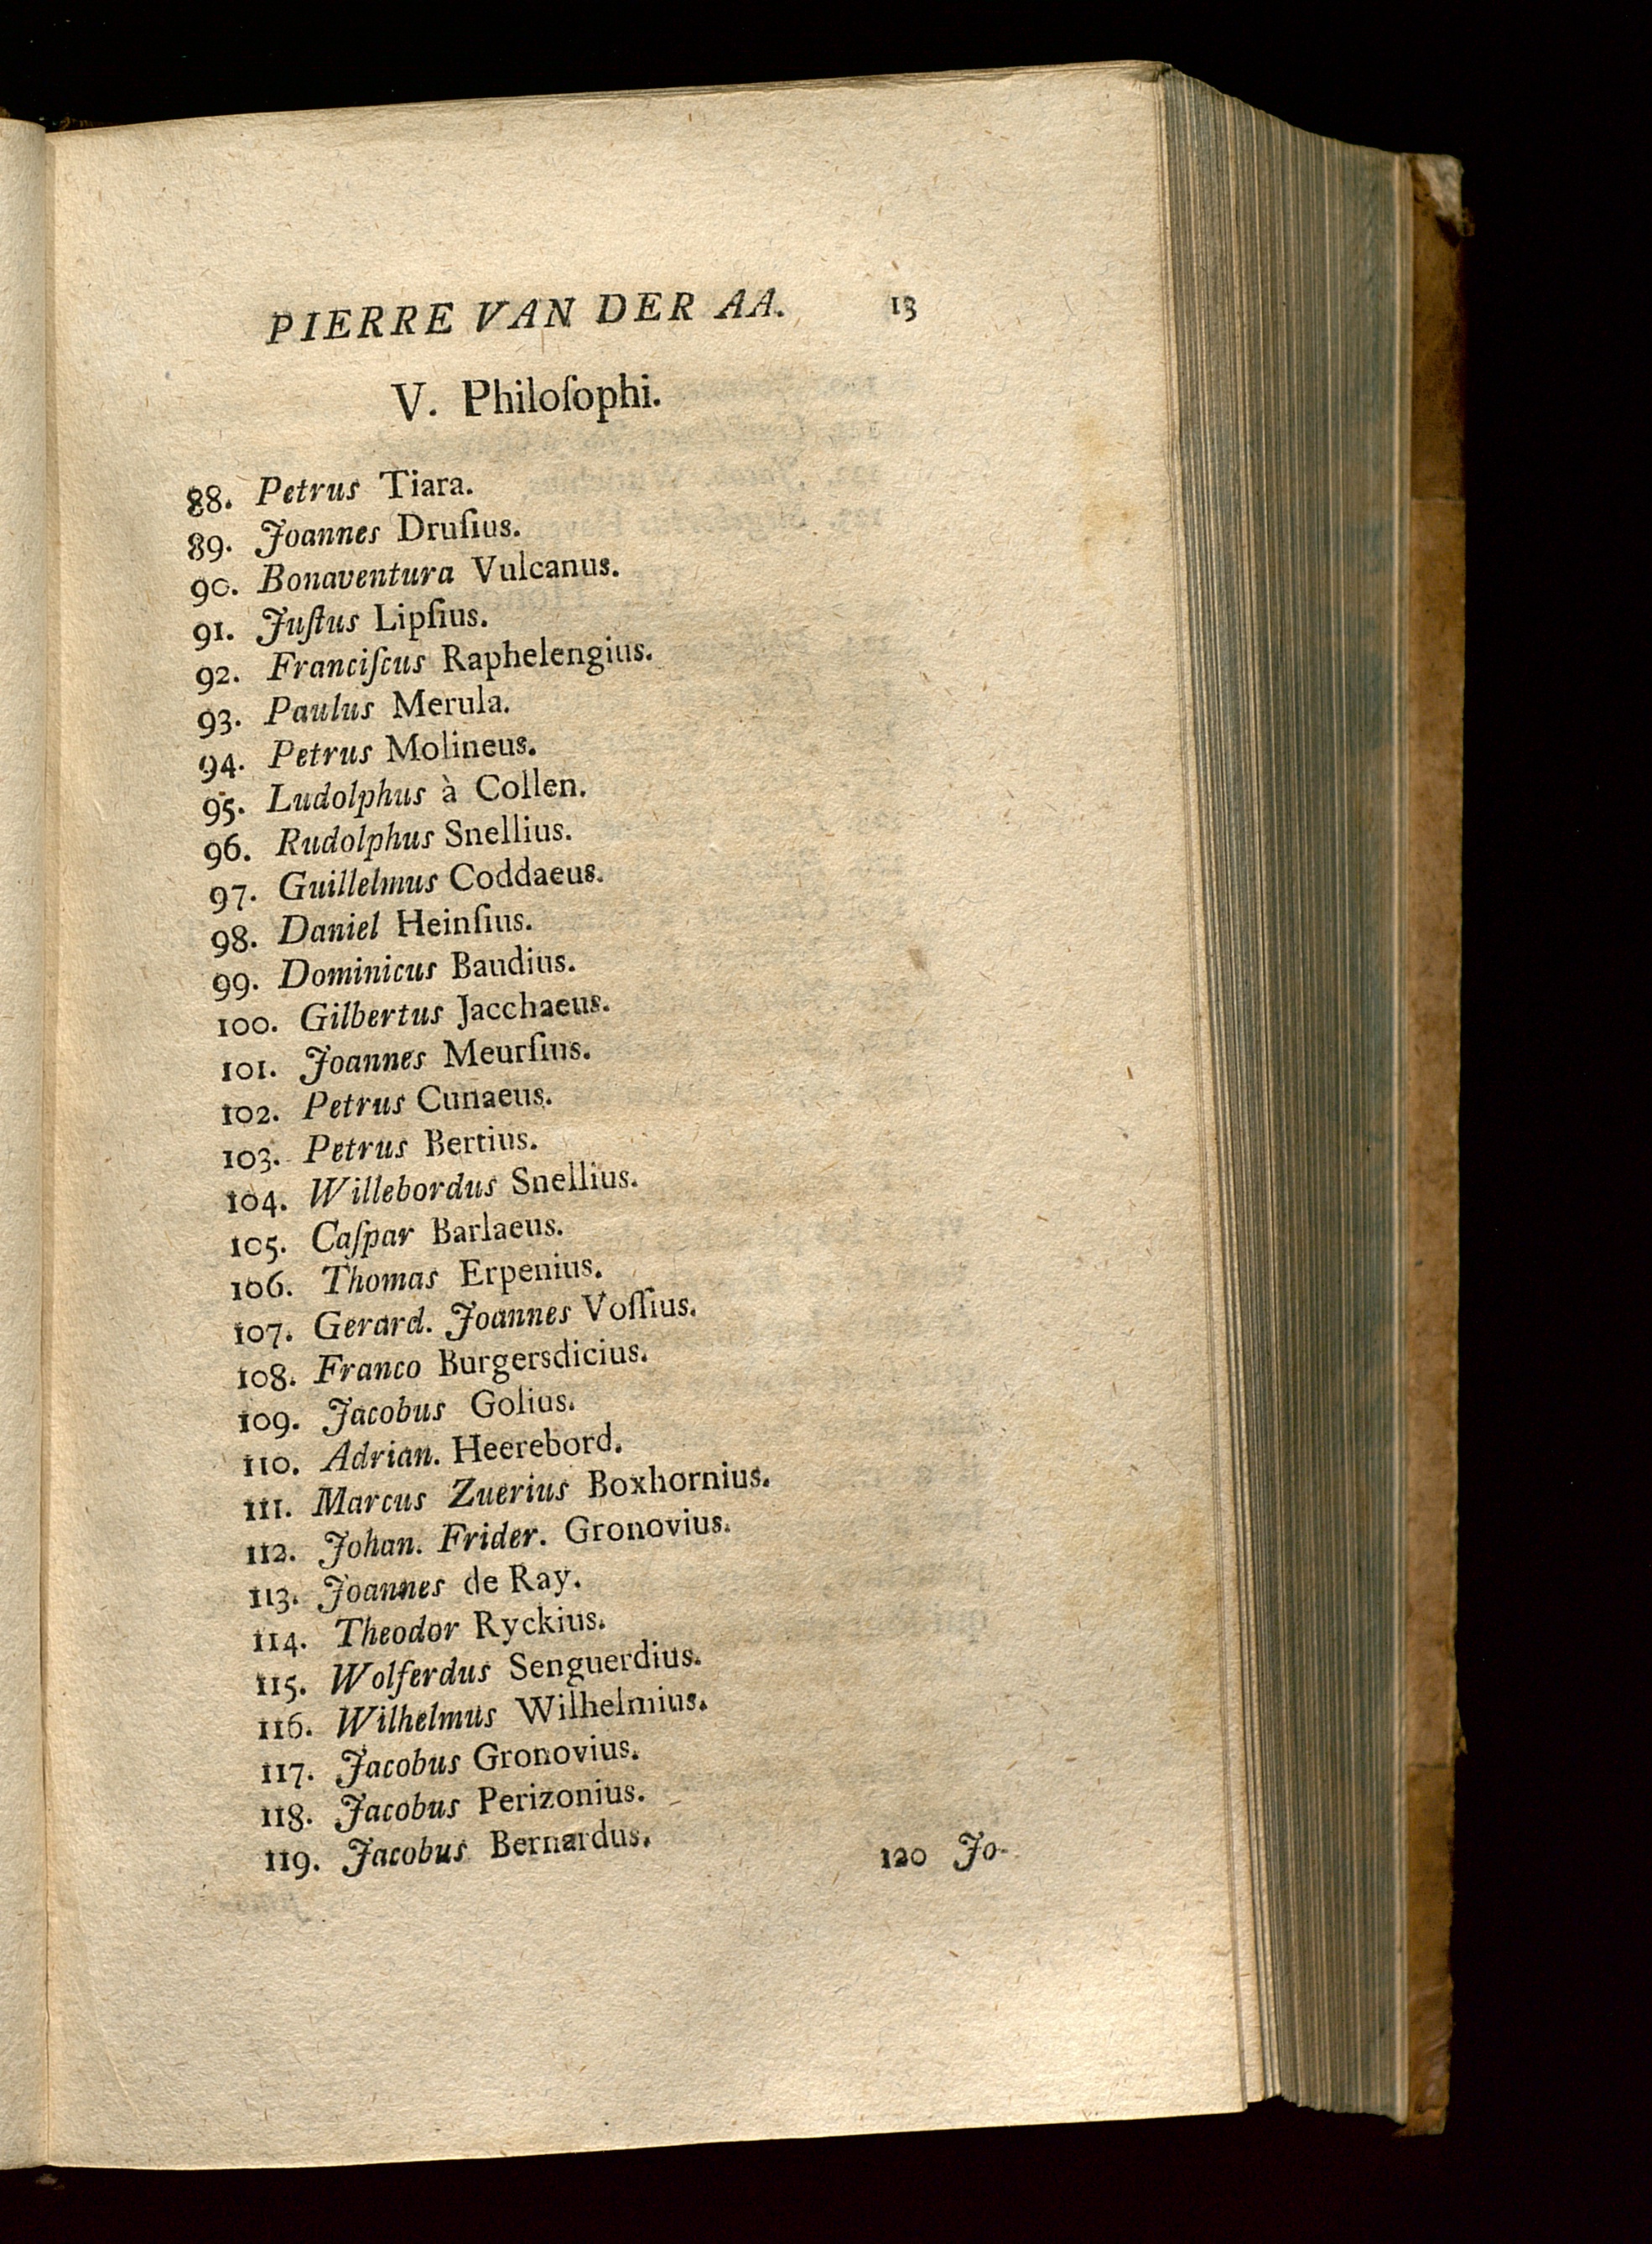 PIERRE VAN DER AA. 13
V. Philoſophi.
88. Petrus Tiara.
89. Joannes Druſius.
90. Bonaventura Vulcanus.
91. Juſtus Lipſius.
92. Franciſcus Raphelengius.
93. Paulus Merula.
94. Petrus Molineus.
95. Ludolphus à Collen.
96. Rudolphus Snellius.
97. Guillelmus Coddaeus.
98. Daniel Heinſius.
99. Dominicus Baudius.
100. Gilbertus Jacchaeus.
101. Joannes Meurſius.
102. Petrus Cunaeus.
103. Petrus Bertius.
104. Willebordus Snellius.
105. Caſpar Barlaeus.
106. Thomas Erpenius.
107. Gerard. Joannes Voſſius.
108. Franco Burgersdicius.
109. Jacobus Golius.
110. Adrian. Heerebord.
111. Marcus Zuerius Boxhornius.
112. Johan. Frider. Gronovius.
113. Joannes de Ray.
114. Theodor Ryckius.
115. Wolferdus Senguerdius.
116. Wilhelmus Wilhelmius.
117. Jacobus Gronovius.
118. Jacobus Perizonius.
119. Jacobus Bernardus.
120 Jo-